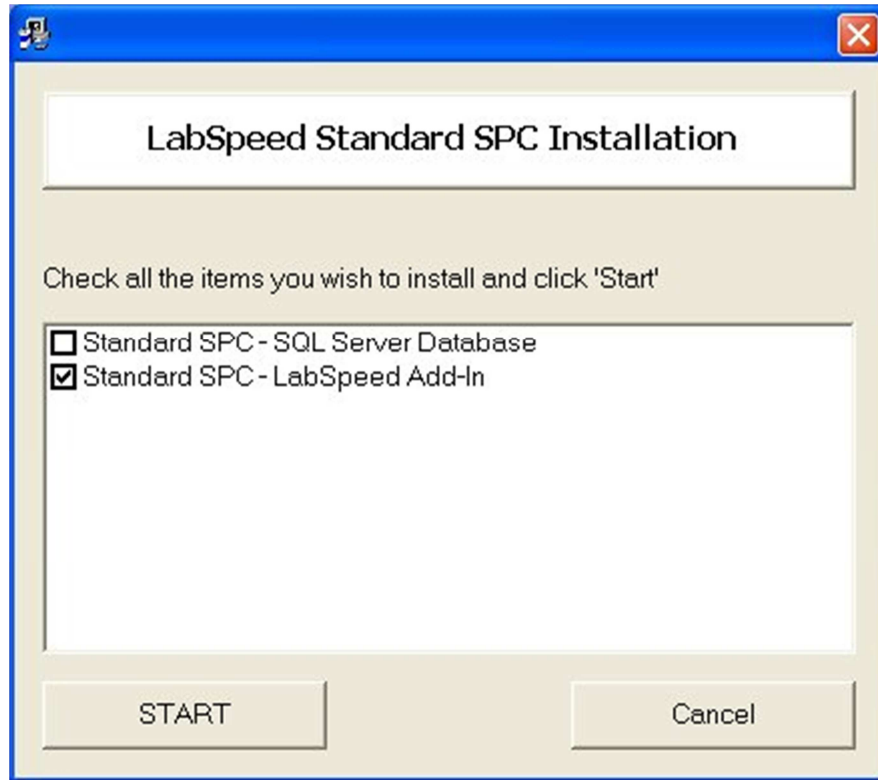 LabSpeed Standard SPC Installation
Check all the items you wish to install and click 'Start'
Standard SPC - SQL Server Database
Standard SPC - LabSpeed Add-In
START
Cancel